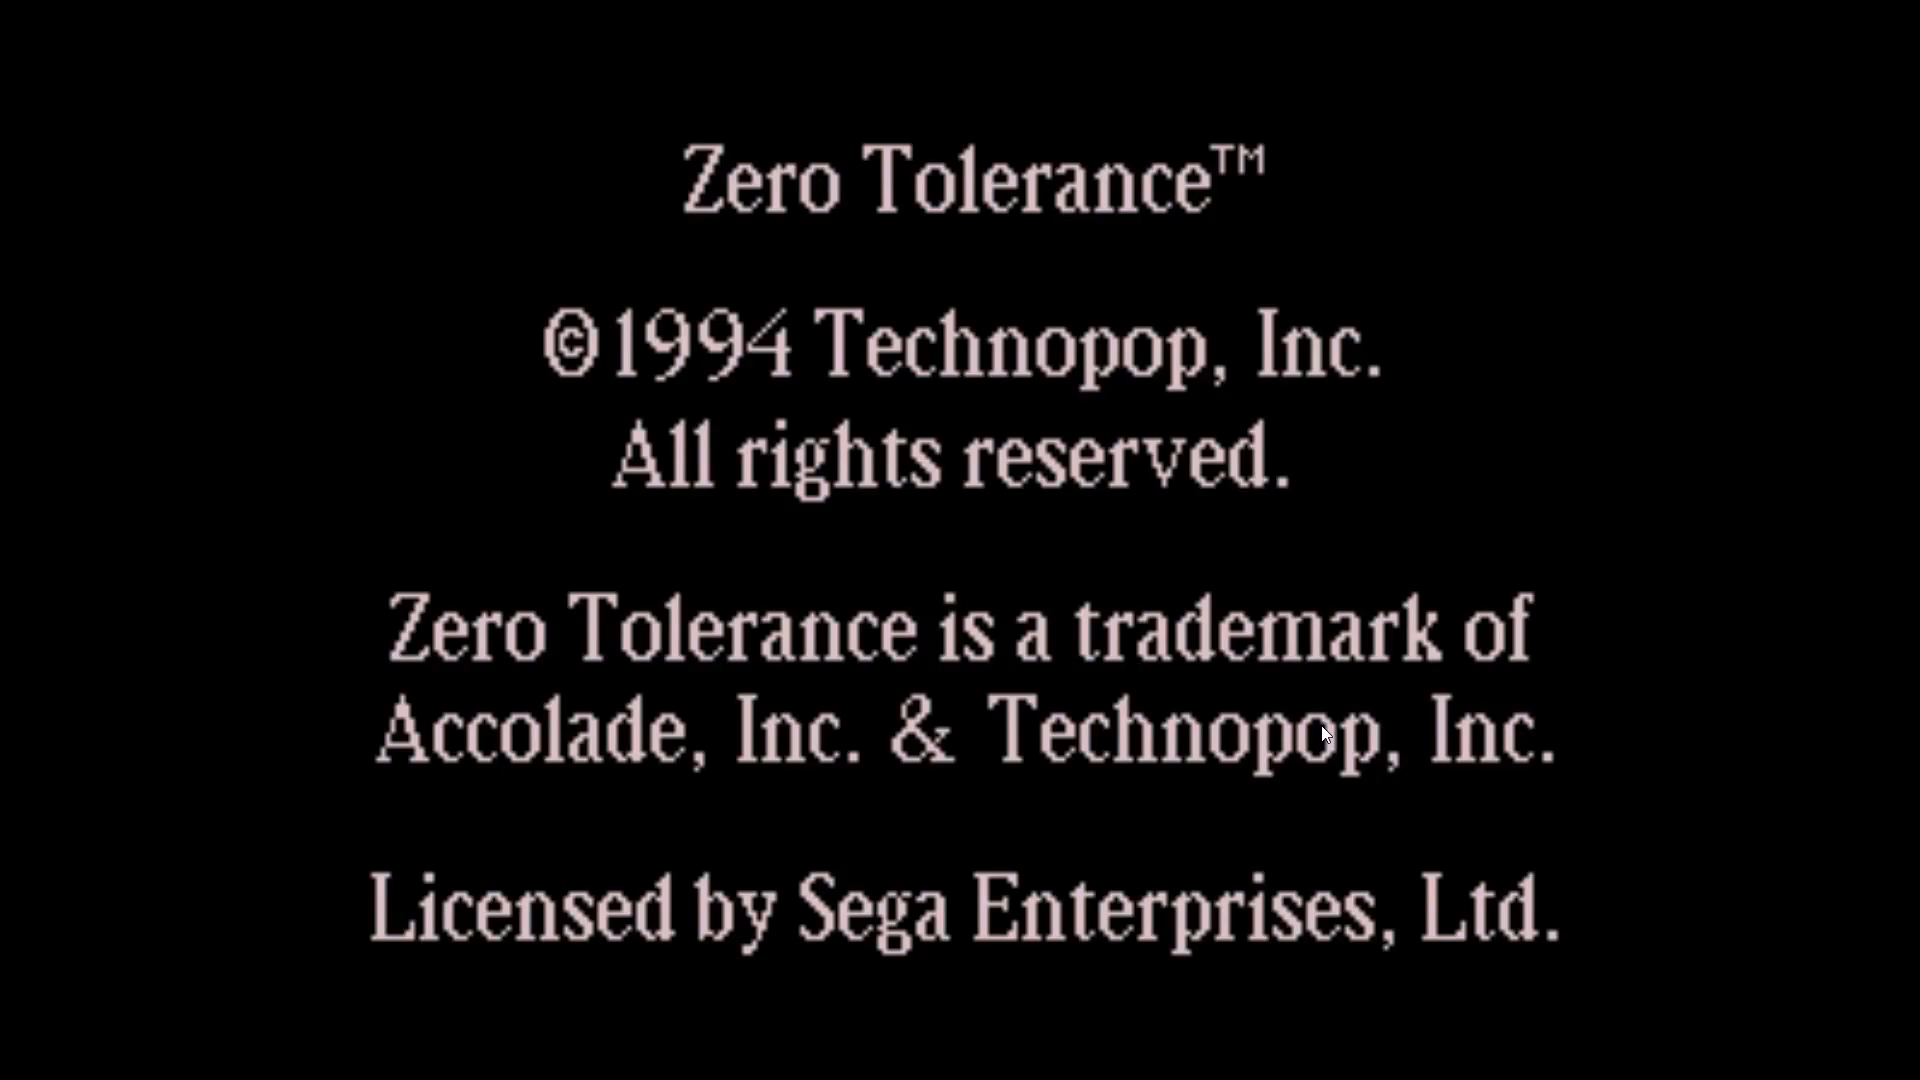 Zero Tolerance™
©1994 Technopop, Inc.
All rights reserved.
Zero Tolerance is a trademark of
Accolade, Inc. & Technopop, Inc.
Licensed by Sega Enterprises, Ltd.